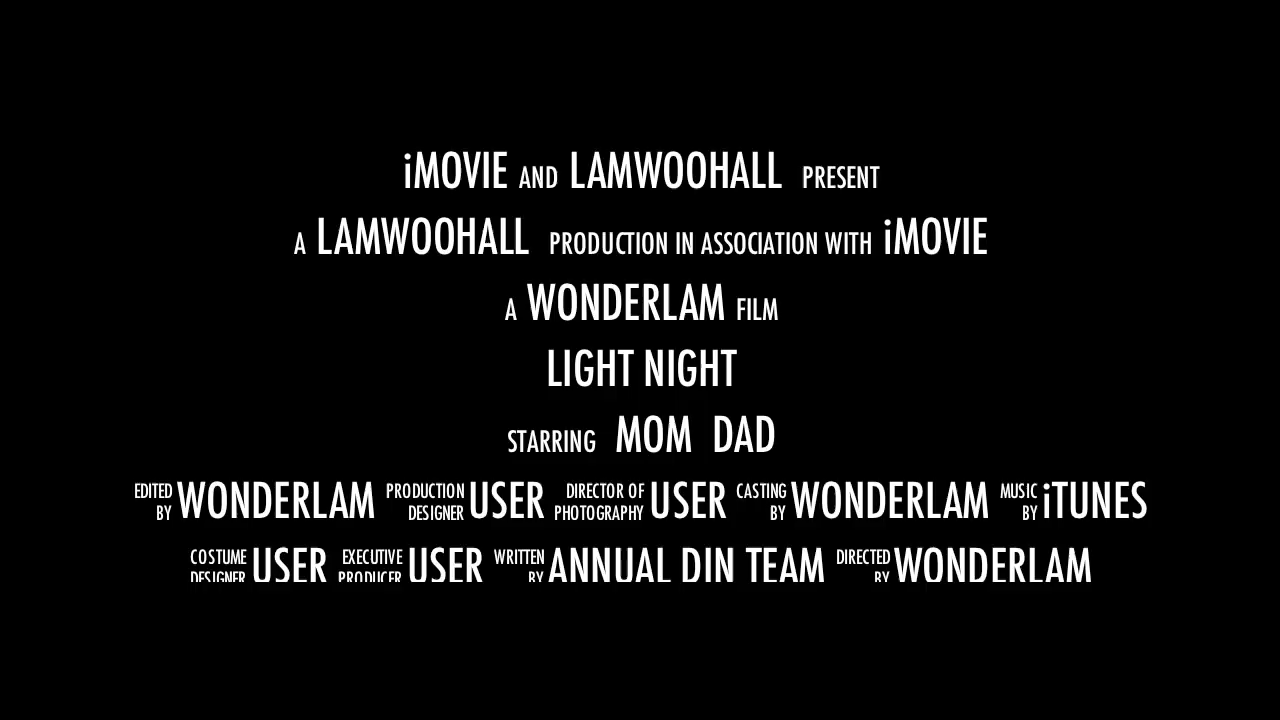 iMOVIE AND LAMWOOHALL PRESENT
A LAMWOOHALL PRODUCTION IN ASSOCIATION WITH iMOVIE
A WONDERLAM FILM
LIGHT NIGHT
STARRING MOM DAD
EDITED BY WONDERLAM PRODUCTION DESIGNER USER DIRECTOR OF PHOTOGRAPHY USER CASTING BY WONDERLAM MUSIC BY iTUNES
COSTUME DESIGNER USER EXECUTIVE PRODUCER USER WRITTEN BY ANNUAL DIN TEAM DIRECTED BY WONDERLAM